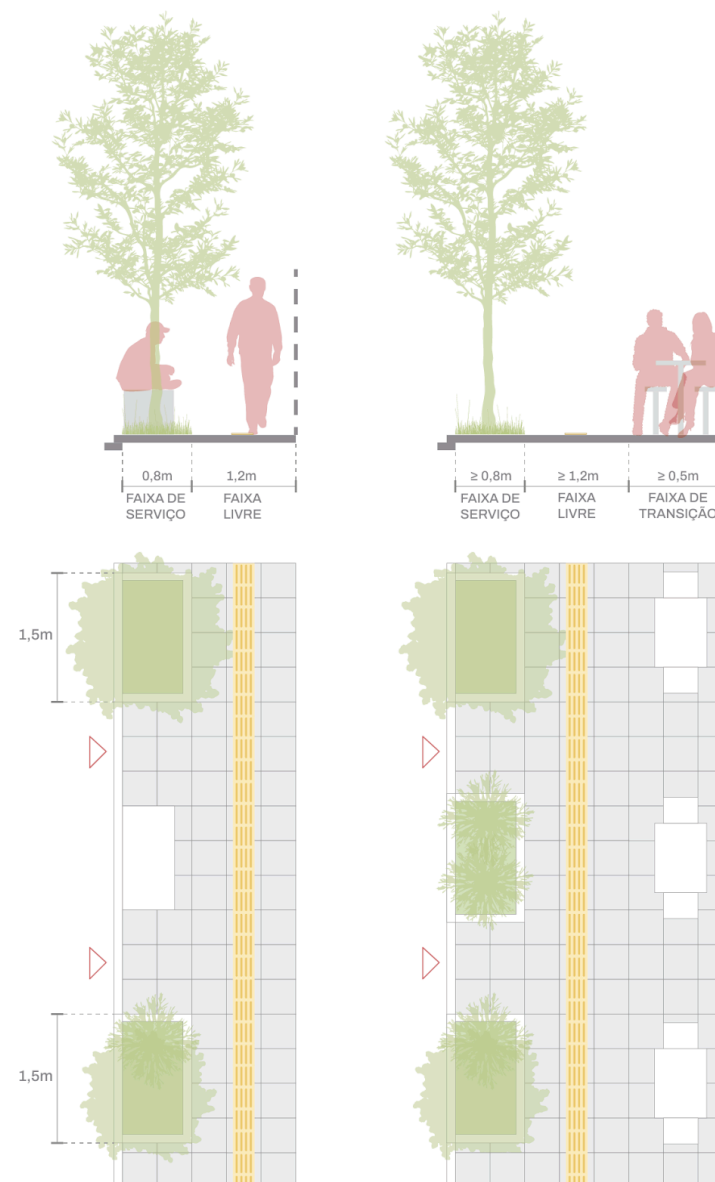 0,8m
1,2m
FAIXA DE
SERVIÇO
FAIXA
LIVRE
≥ 0,8m
≥ 1,2m
≥ 0,5m
FAIXA DE
SERVIÇO
FAIXA
LIVRE
FAIXA DE
TRANSIÇÃO
1,5m
1,5m